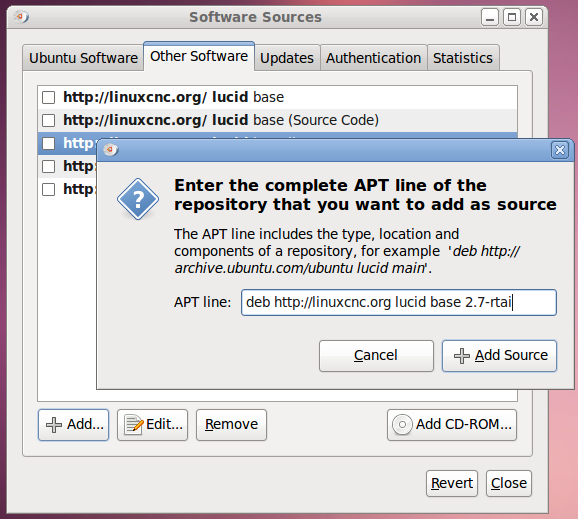 Software Sources
Ubuntu Software Other Software Updates Authentication Statistics
http://linuxcnc.org/ lucid base
http://linuxcnc.org/ lucid base (Source Code)
http:
http:
Enter the complete APT line of the
repository that you want to add as source
The APT line includes the type, location and
components of a repository, for example 'deb http://
archive.ubuntu.com/ubuntu lucid main'.
APT line: deb http://linuxcnc.org lucid base 2.7-rtai
Cancel Add Source
Add... Edit... Remove Add CD-ROM...
Revert Close